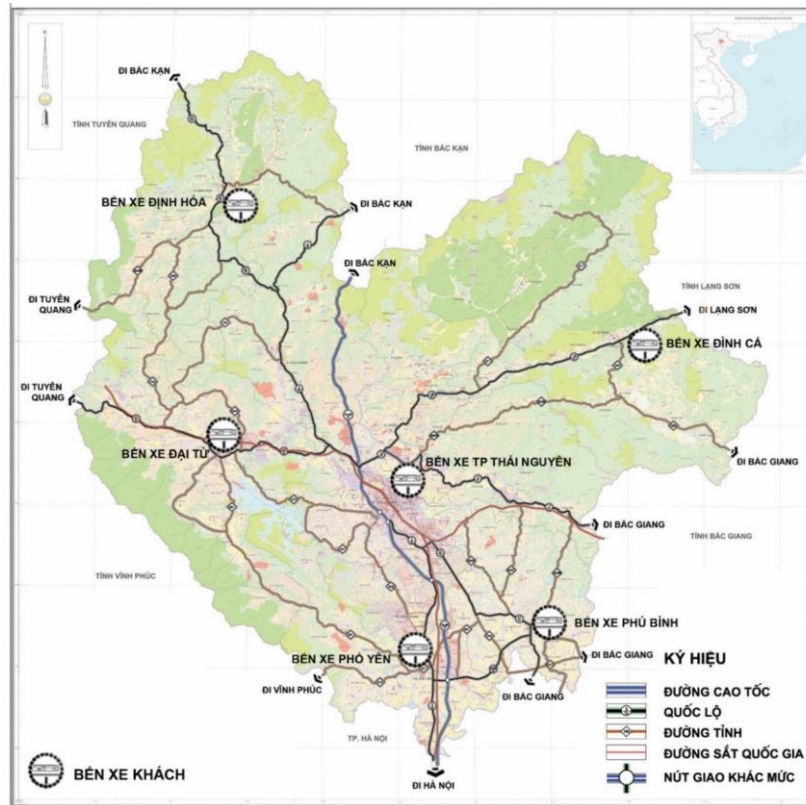 ĐI BẮC KẠN
TỈNH TUYÊN QUANG
TỈNH BẮC KẠN
BẾN XE ĐỊNH HÓA
ĐI BẮC KẠN
ĐI BẮC KẠN
TỈNH LẠNG SƠN
ĐI TUYÊN
QUANG
ĐI LẠNG SƠN
BẾN XE ĐÌNH CẢ
ĐI TUYÊN
QUANG
BẾN XE ĐẠI TỪ
BẾN XE TP THÁI NGUYÊN
ĐI BẮC GIANG
ĐI BẮC GIANG
TỈNH BẮC GIANG
TỈNH VĨNH PHÚC
BẾN XE PHÚ BÌNH
BẾN XE PHỔ YÊN
ĐI BẮC GIANG
ĐI VĨNH PHÚC
ĐI BẮC GIANG
TP. HÀ NỘI
ĐI HÀ NỘI
KÝ HIỆU
ĐƯỜNG CAO TỐC
QUỐC LỘ
ĐƯỜNG TỈNH
ĐƯỜNG SẮT QUỐC GIA
NÚT GIAO KHÁC MỨC
BẾN XE KHÁCH